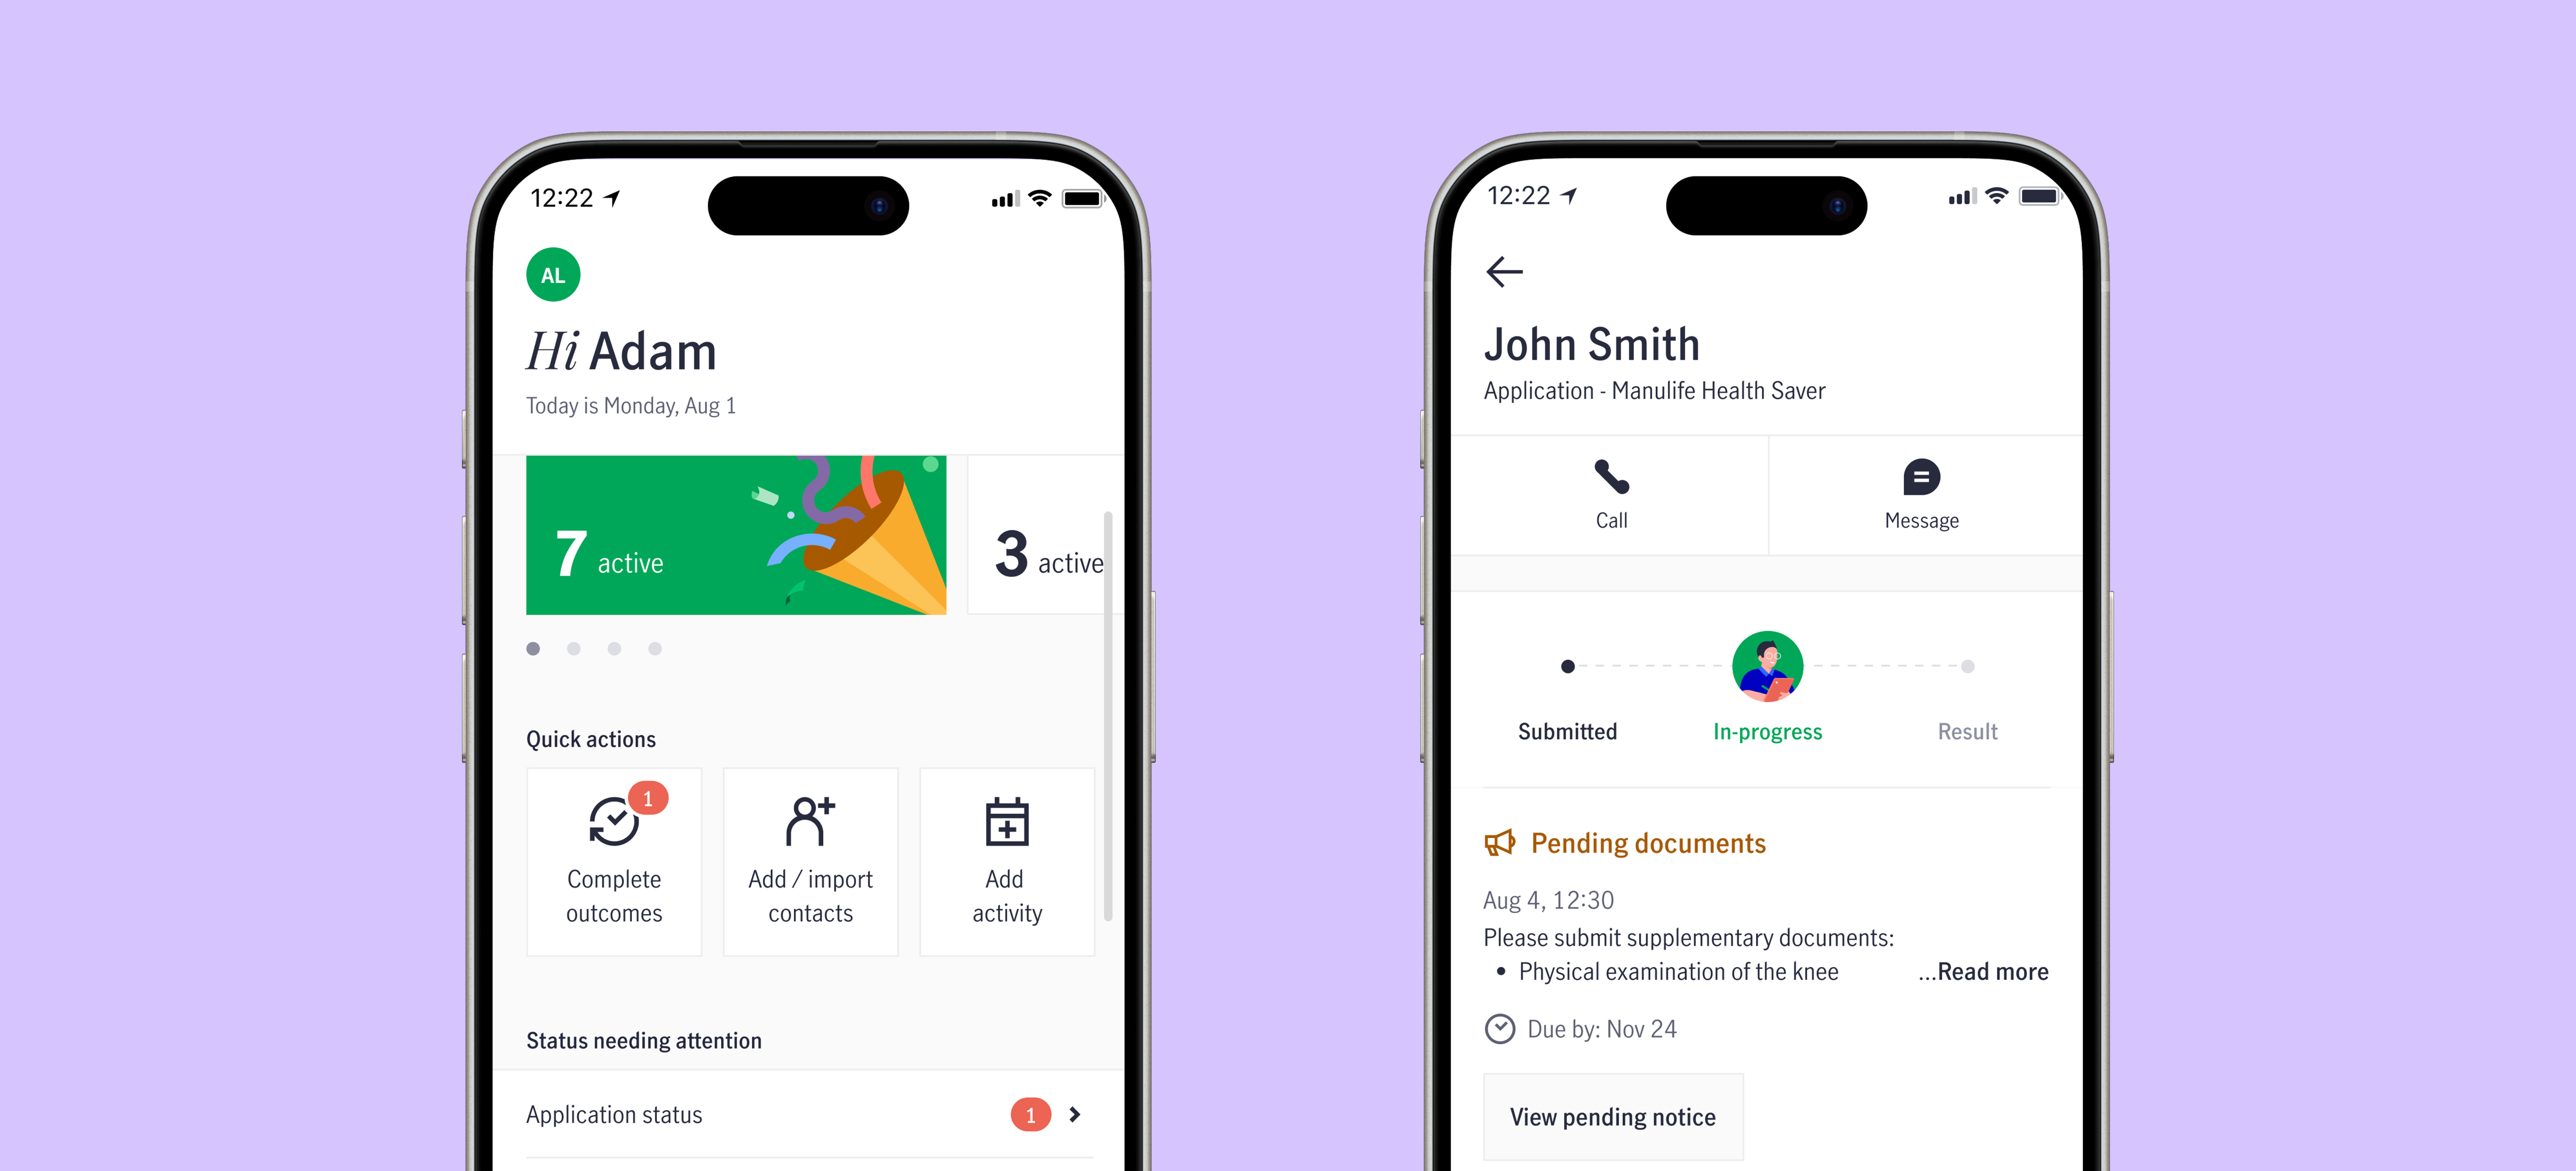 12:22
AL
Hi Adam
Today is Monday, Aug 1
7 active
3 active
Quick actions
1
Complete
outcomes
Add / import
contacts
Add
activity
Status needing attention
Application status
1
12:22
John Smith
Application - Manulife Health Saver
Call
Message
Submitted
In-progress
Result
Pending documents
Aug 4, 12:30
Please submit supplementary documents:
• Physical examination of the knee ...Read more
Due by: Nov 24
View pending notice